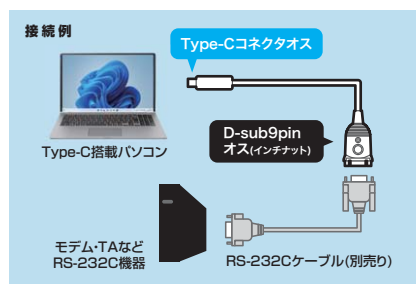 接続例
Type-Cコネクタオス
Type-C搭載パソコン
D-sub9pin
オス(インチナット)
モデム・TAなど
RS-232C機器
RS-232Cケーブル(別売り)